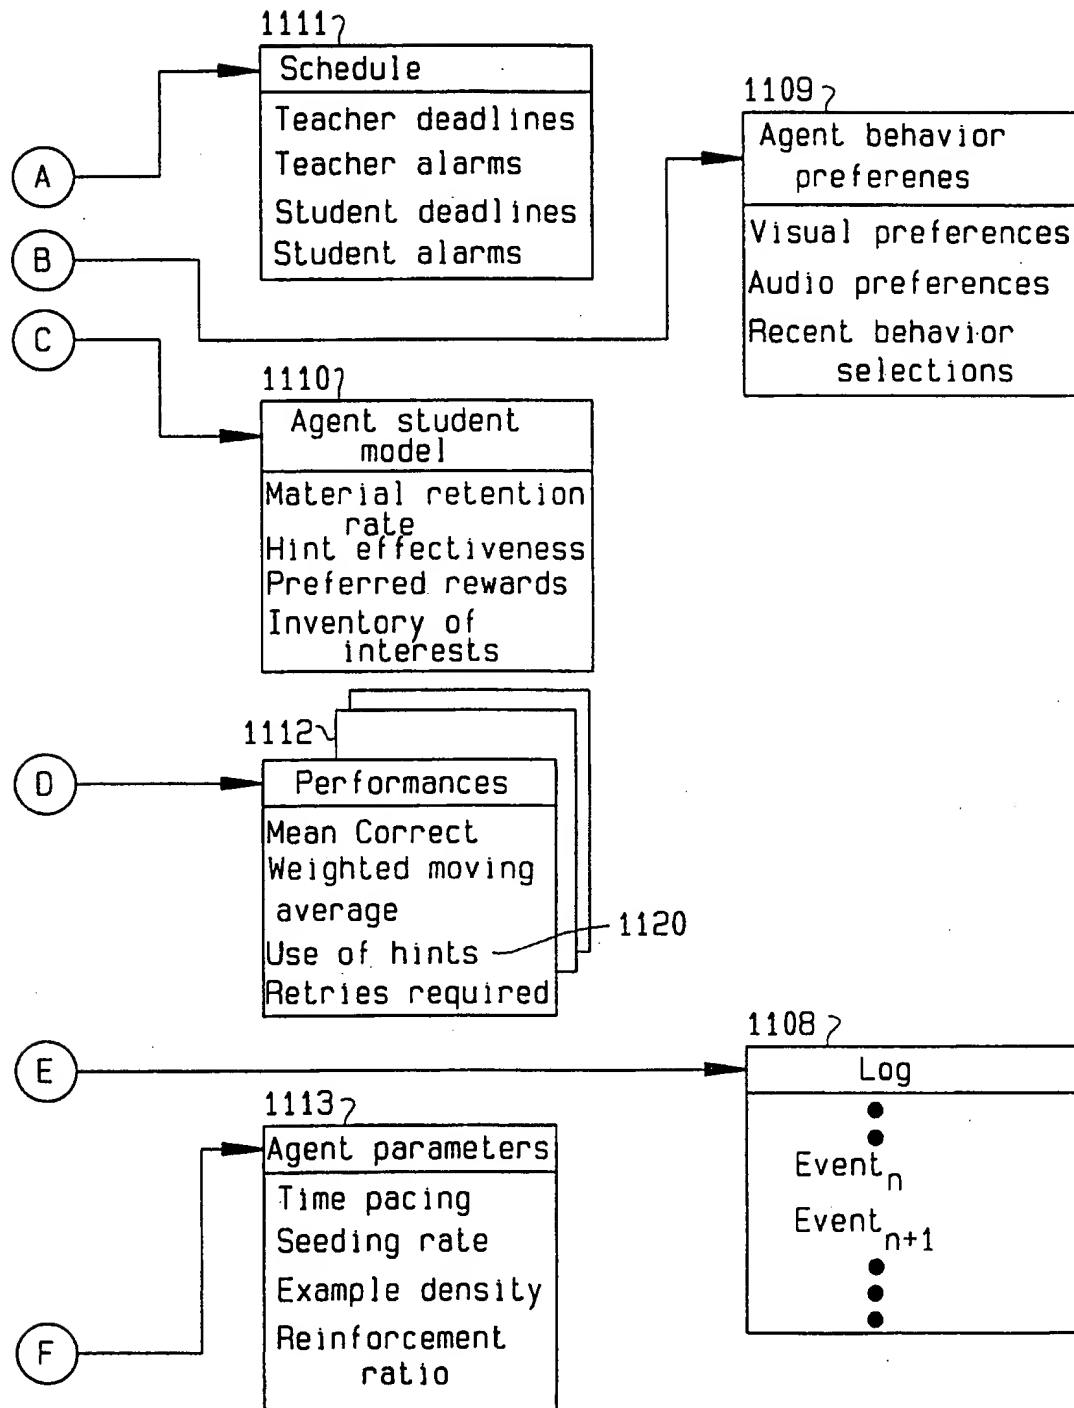 1111
Schedule
Teacher deadlines
Teacher alarms
Student deadlines
Student alarms
A
B
C
1109
Agent behavior
preferenes
Visual preferences
Audio preferences
Recent behavior
selections
1110
Agent student
model
Material retention
rate
Hint effectiveness
Preferred rewards
Inventory of
interests
1112
D
Performances
Mean Correct
Weighted moving
average
Use of hints
1120
Retries required
E
1108
Log
Event n
Event n+1
1113
Agent parameters
Time pacing
Seeding rate
Example density
Reinforcement
ratio
F